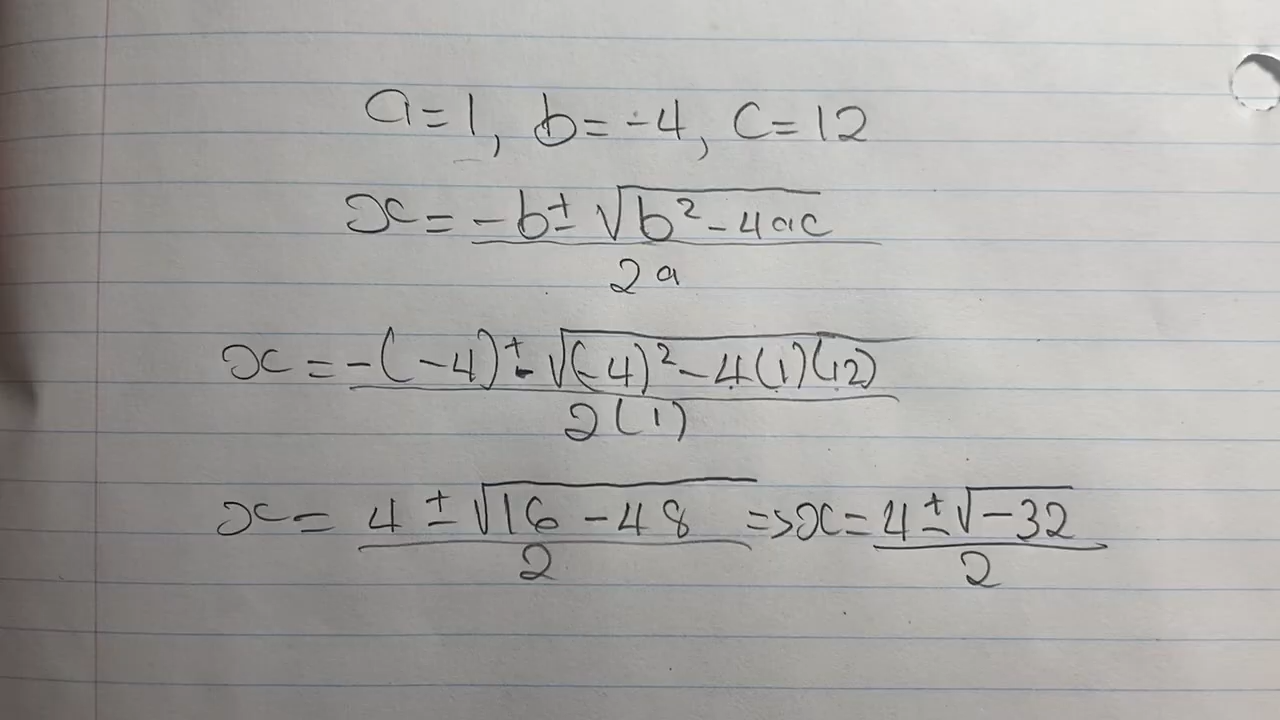 a=1, b=-4, c=12
x = -b ± √(b² - 4ac) / 2a
x = -(-4) ± √((-4)² - 4(1)(12)) / 2(1)
x = 4 ± √(16 - 48) / 2 => x = 4 ± √(-32) / 2